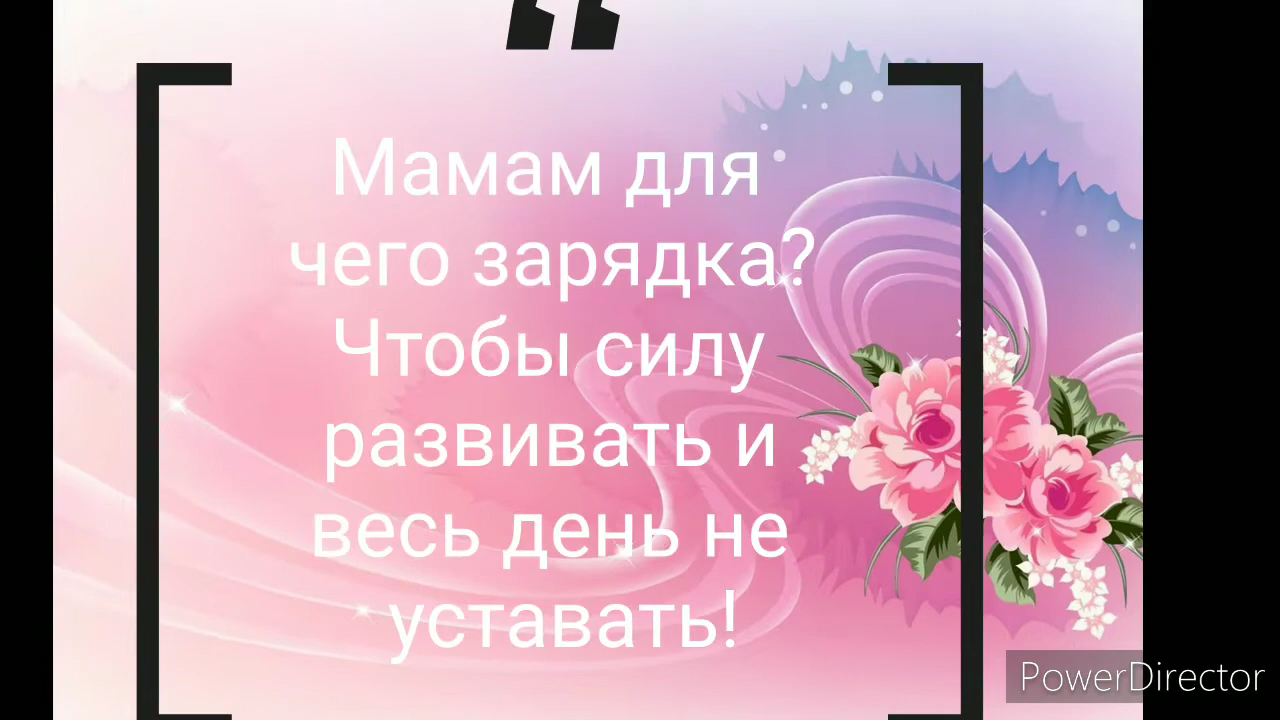 “
Мамам для
чего зарядка?
Чтобы силу
развивать и
весь день не
уставать!
PowerDirector